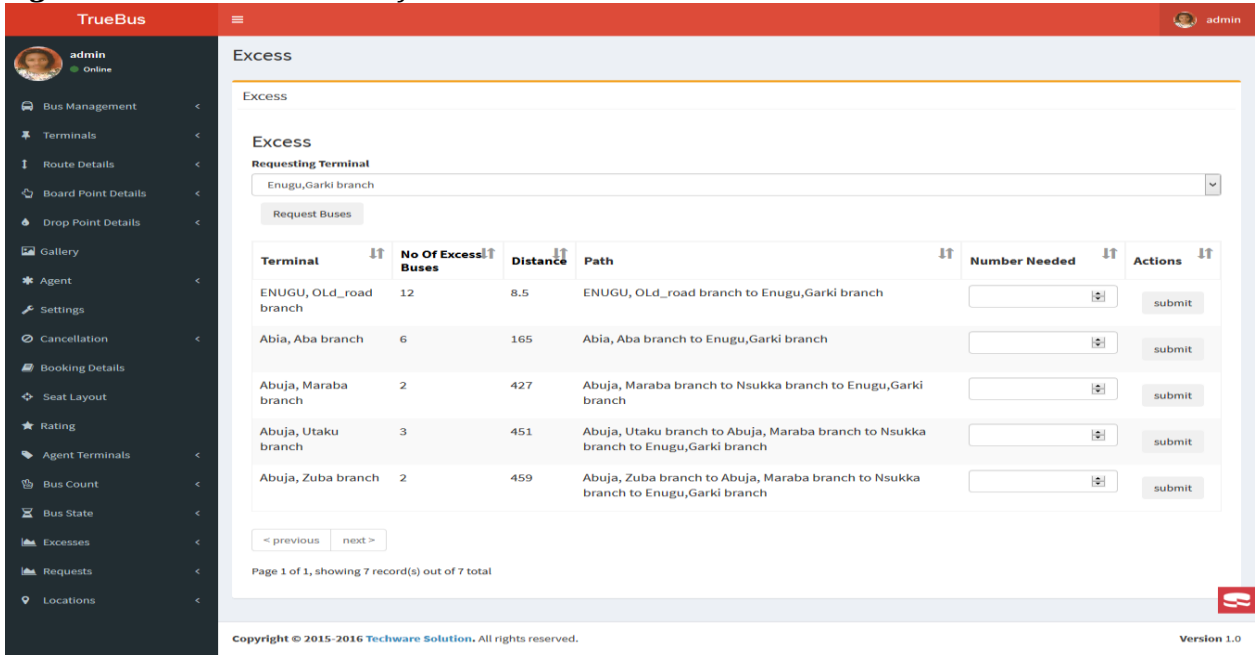 TrueBus
admin
admin
Online
Excess
Bus Management
Terminals
Route Details
Board Point Details
Drop Point Details
Gallery
Agent
Settings
Cancellation
Booking Details
Seat Layout
Rating
Agent Terminals
Bus Count
Bus State
Excesses
Requests
Locations
Excess
Excess
Requesting Terminal
Enugu,Garki branch
Request Buses
Terminal No Of Excess Distance Path Number Needed Actions
Buses
ENUGU, OLd_road 12 8.5 ENUGU, OLd_road branch to Enugu,Garki branch submit
branch
Abia, Aba branch 6 165 Abia, Aba branch to Enugu,Garki branch submit
Abuja, Maraba 2 427 Abuja, Maraba branch to Nsukka branch to Enugu,Garki submit
branch branch
Abuja, Utaku 3 451 Abuja, Utaku branch to Abuja, Maraba branch to Nsukka submit
branch branch to Enugu,Garki branch
Abuja, Zuba branch 2 459 Abuja, Zuba branch to Abuja, Maraba branch to Nsukka submit
branch to Enugu,Garki branch
< previous next >
Page 1 of 1, showing 7 record(s) out of 7 total
Copyright © 2015-2016 Techware Solution. All rights reserved. Version 1.0